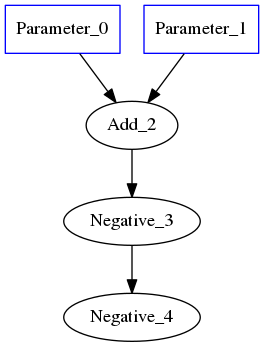 Parameter_0
Parameter_1
Add_2
Negative_3
Negative_4